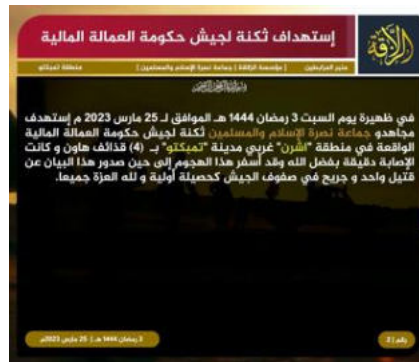 إستهداف ثكنة لجيش حكومة العمالة المالية
منبر المرابطين | مؤسسة الزلاقة | جماعة نصرة الإسلام والمسلمين | منطقة تمبكتو
الزلاقة
في ظهيرة يوم السبت 3 رمضان 1444 هـ الموافق لـ 25 مارس 2023 م إستهدف
مجاهدو جماعة نصرة الإسلام والمسلمين ثكنة لجيش حكومة العمالة المالية
الواقعة في منطقة "اشرن" غربي مدينة "تمبكتو" بـ (4) قذائف هاون و كانت
الإصابة دقيقة بفضل الله وقد أسفر هذا الهجوم إلى حين صدور هذا البيان عن
قتيل واحد و جريح في صفوف الجيش كحصيلة أولية و لله العزة جميعا.
3 رمضان 1444 هـ | 25 مارس 2023م
رقم | 2